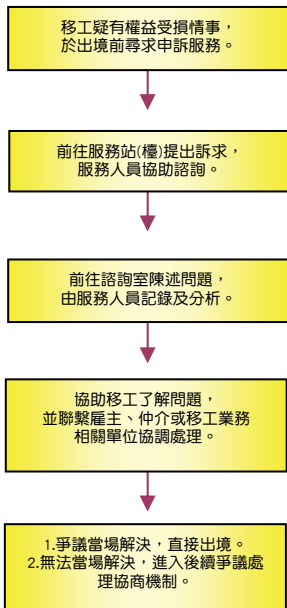 移工疑有權益受損情事，
於出境前尋求申訴服務。
前往服務站(檯)提出訴求，
服務人員協助諮詢。
前往諮詢室陳述問題，
由服務人員記錄及分析。
協助移工了解問題，
並聯繫雇主、仲介或移工業務
相關單位協調處理。
1.爭議當場解決，直接出境。
2.無法當場解決，進入後續爭議處
理協商機制。